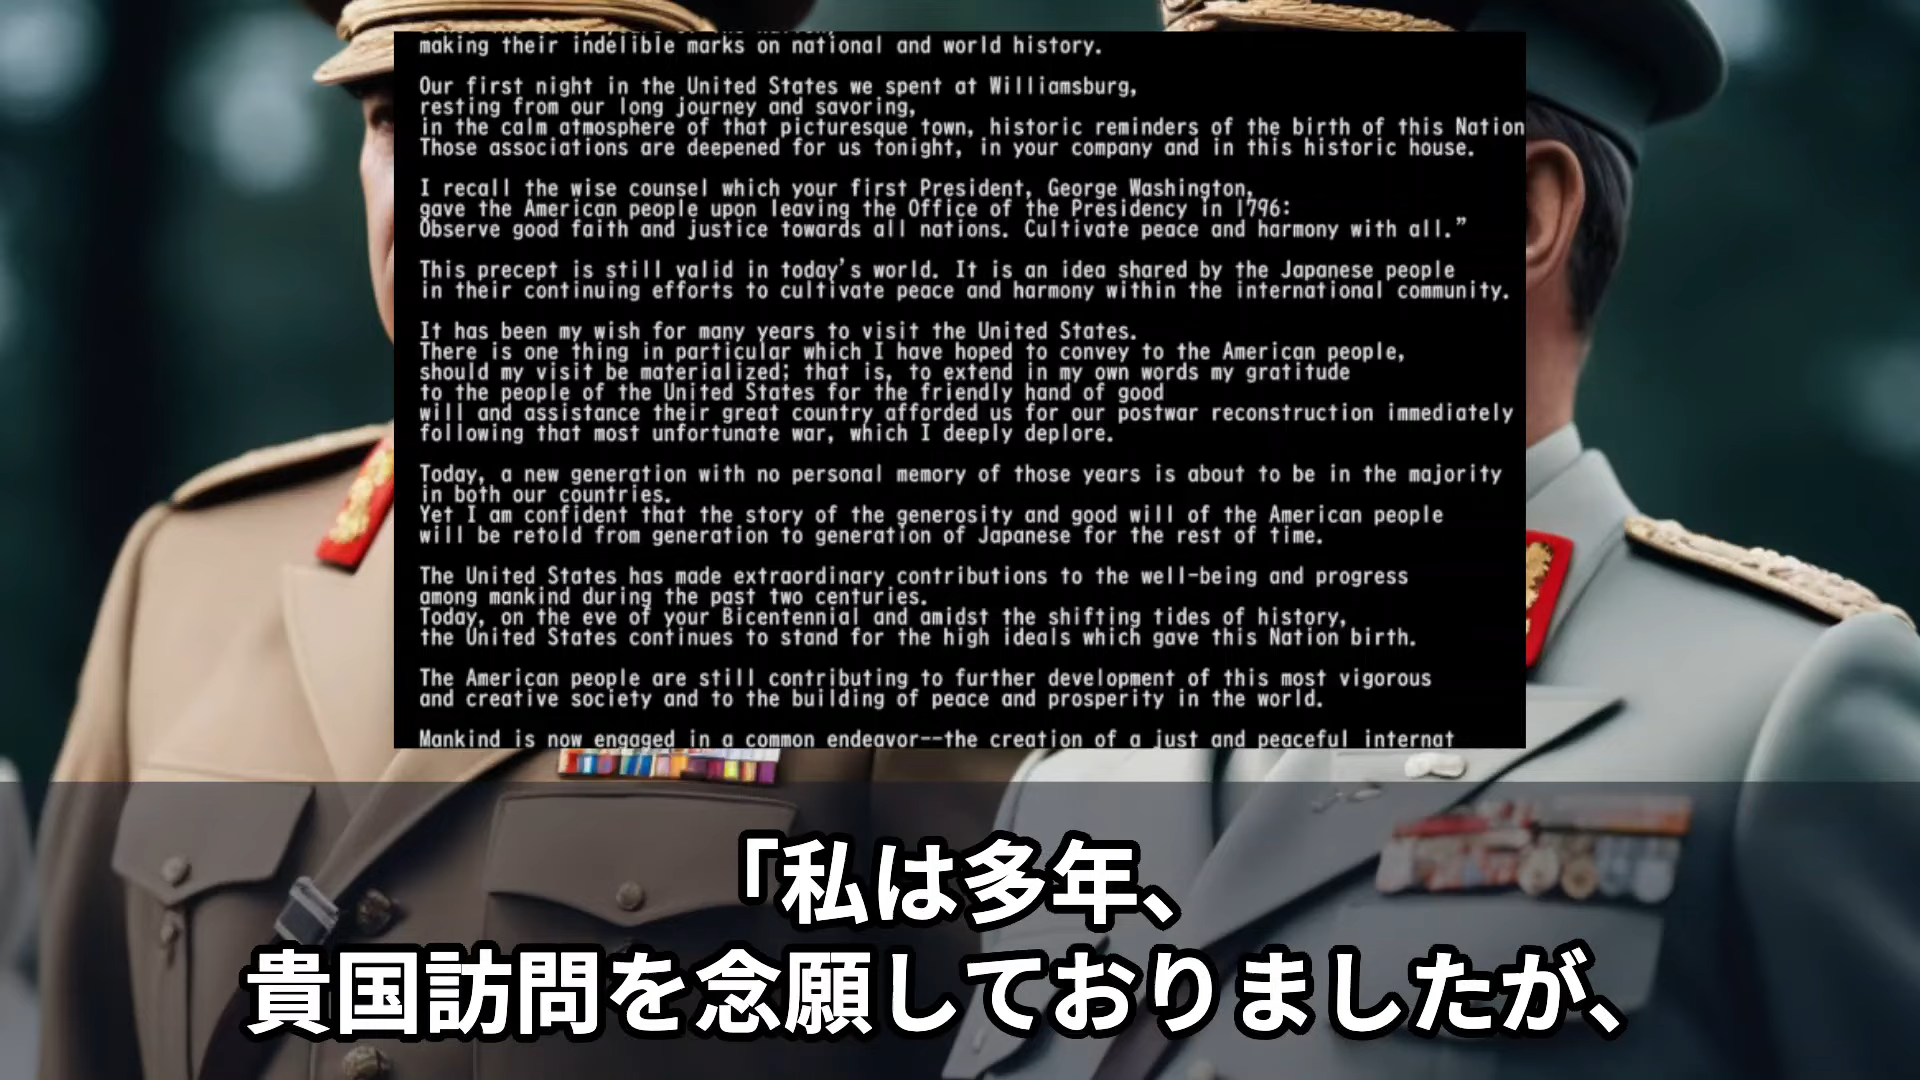 making their indelible marks on national and world history.
Our first night in the United States we spent at Williamsburg,
resting from our long journey and savoring,
in the calm atmosphere of that picturesque town, historic reminders of the birth of this Nation
Those associations are deepened for us tonight, in your company and in this historic house.
I recall the wise counsel which your first President, George Washington,
gave the American people upon leaving the Office of the Presidency in 1796:
Observe good faith and justice towards all nations. Cultivate peace and harmony with all.”
This precept is still valid in today's world. It is an idea shared by the Japanese people
in their continuing efforts to cultivate peace and harmony within the international community.
It has been my wish for many years to visit the United States.
There is one thing in particular which I have hoped to convey to the American people,
should my visit be materialized; that is, to extend in my own words my gratitude
to the people of the United States for the friendly hand of good
will and assistance their great country afforded us for our postwar reconstruction immediately
following that most unfortunate war, which I deeply deplore.
Today, a new generation with no personal memory of those years is about to be in the majority
in both our countries.
Yet I am confident that the story of the generosity and good will of the American people
will be retold from generation to generation of Japanese for the rest of time.
The United States has made extraordinary contributions to the well-being and progress
among mankind during the past two centuries.
Today, on the eve of your Bicentennial and amidst the shifting tides of history,
the United States continues to stand for the high ideals which gave this Nation birth.
The American people are still contributing to further development of this most vigorous
and creative society and to the building of peace and prosperity in the world.
Mankind is now engaged in a common endeavor--the creation of a just and peaceful internat
「私は多年、
貴国訪問を念願しておりましたが、